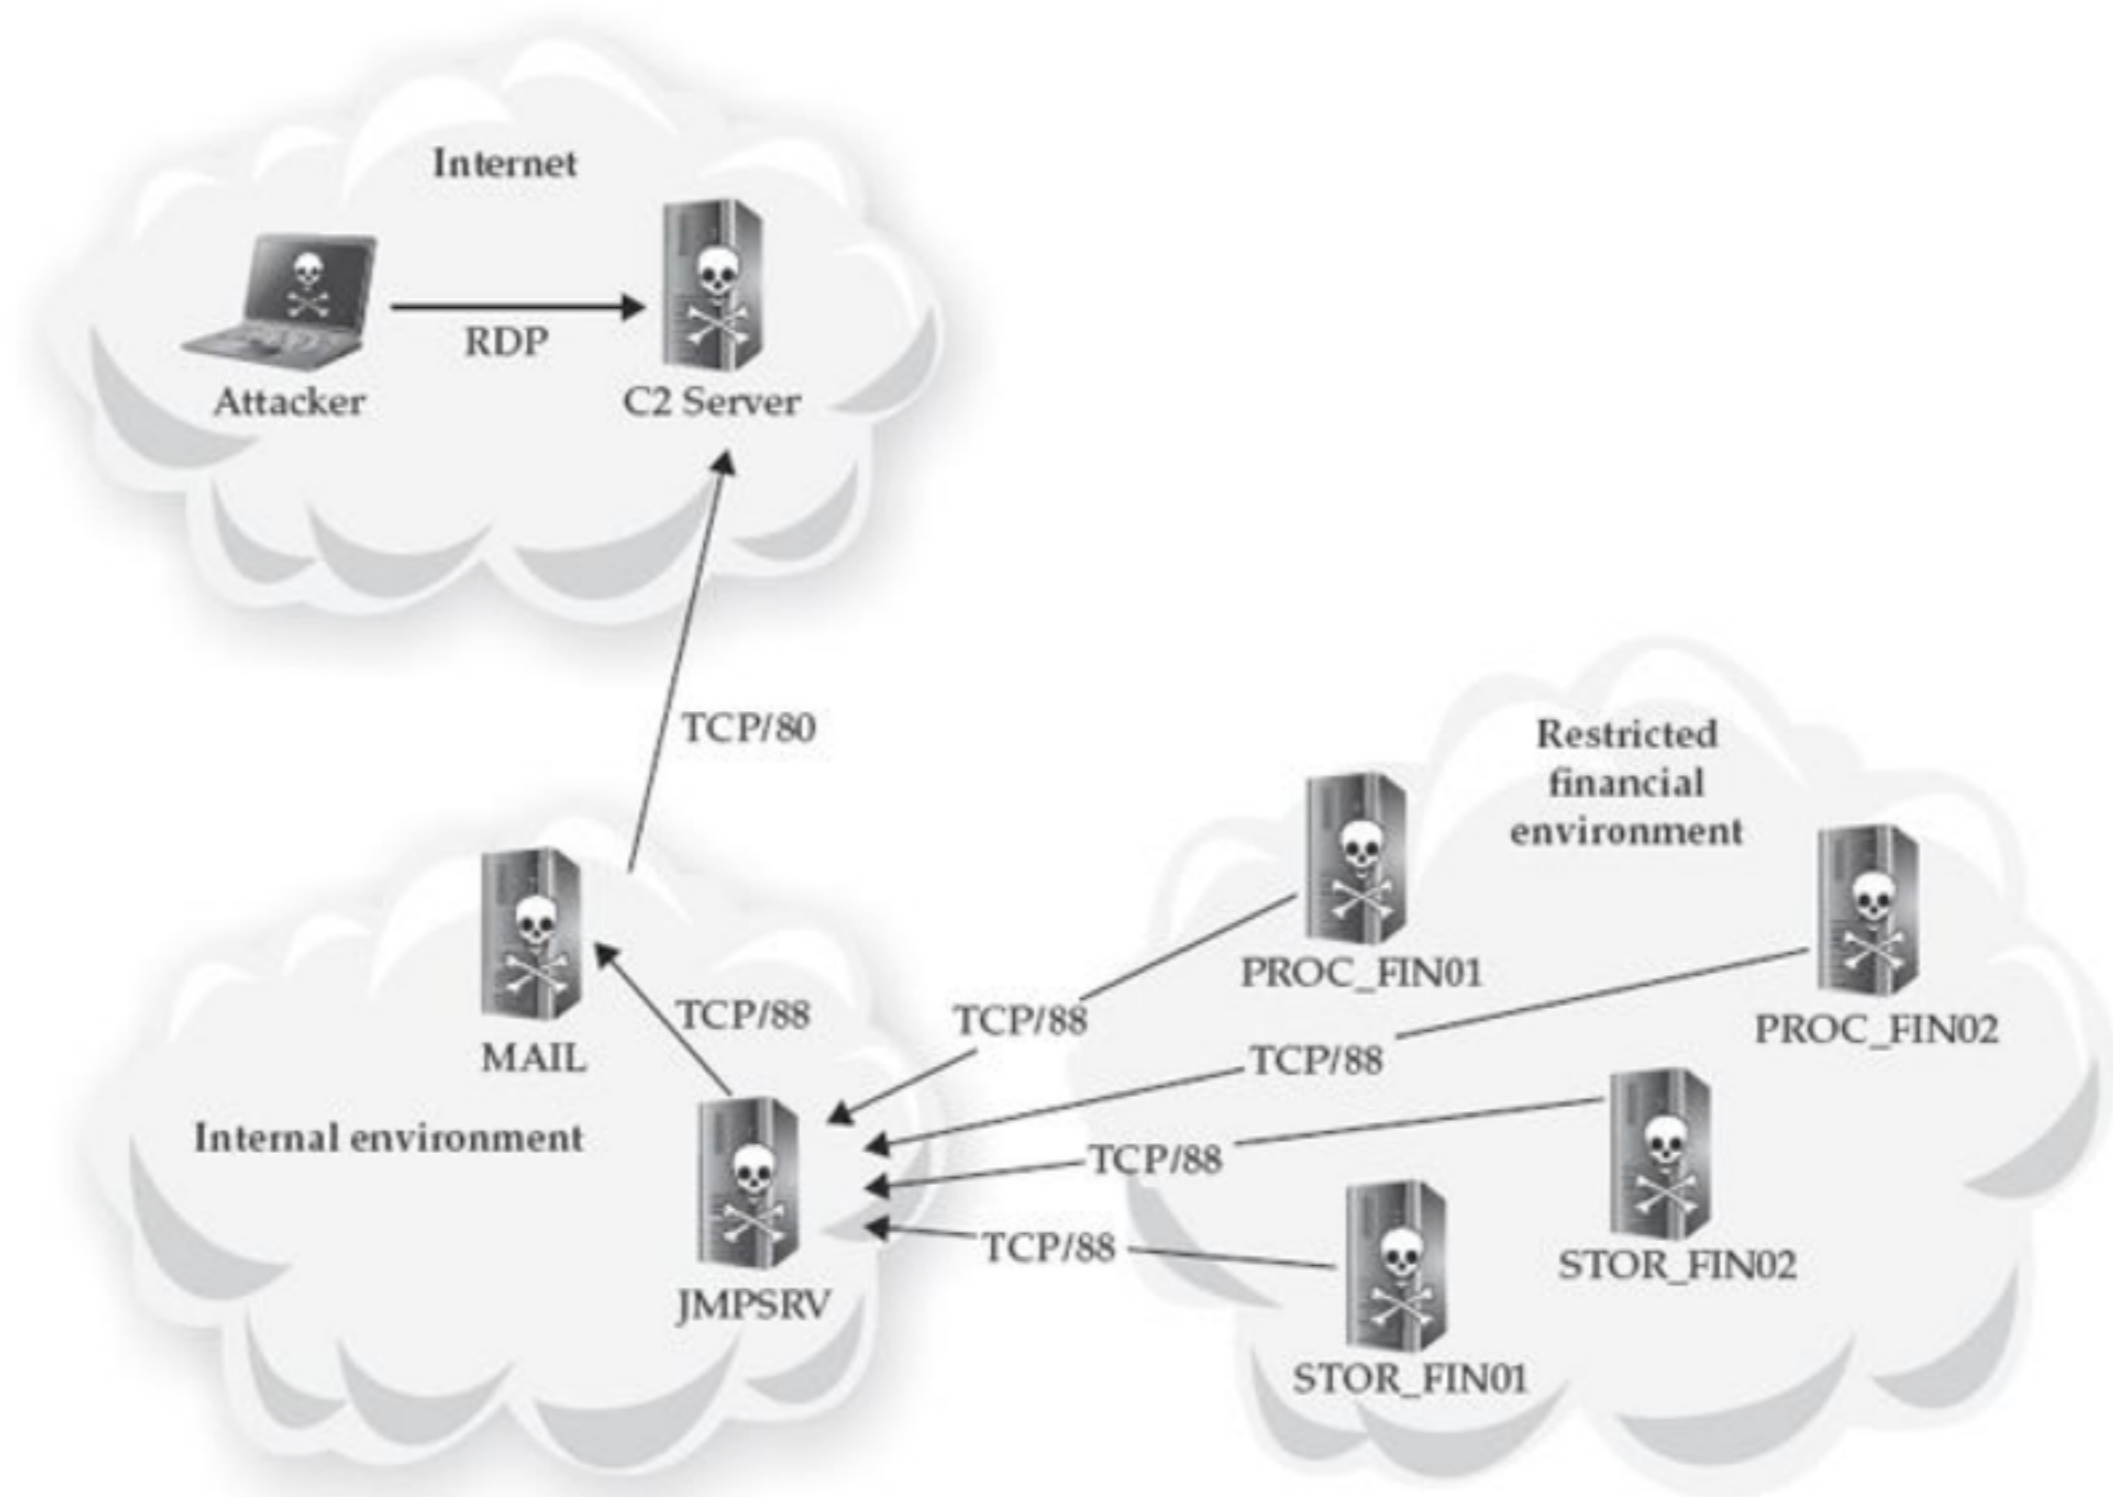 Internet
RDP
Attacker
C2 Server
TCP/80
Restricted
financial
environment
PROC_FIN01
TCP/88
PROC_FIN02
TCP/88
MAIL
TCP/88
TCP/88
Internal environment
TCP/88
STOR_FIN02
JMPSRV
STOR_FIN01